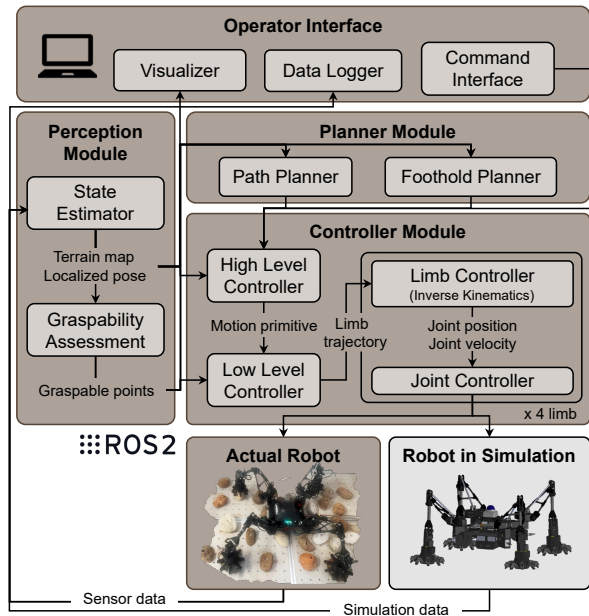 Operator Interface
Visualizer
Data Logger
Command
Interface
Perception
Module
State
Estimator
Terrain map
Localized pose
Graspability
Assessment
Graspable points
Planner Module
Path Planner
Foothold Planner
Controller Module
High Level
Controller
Motion primitive
Low Level
Controller
Limb
trajectory
Limb Controller
(Inverse Kinematics)
Joint position
Joint velocity
Joint Controller
x 4 limb
ROS2
Actual Robot
Robot in Simulation
Sensor data
Simulation data